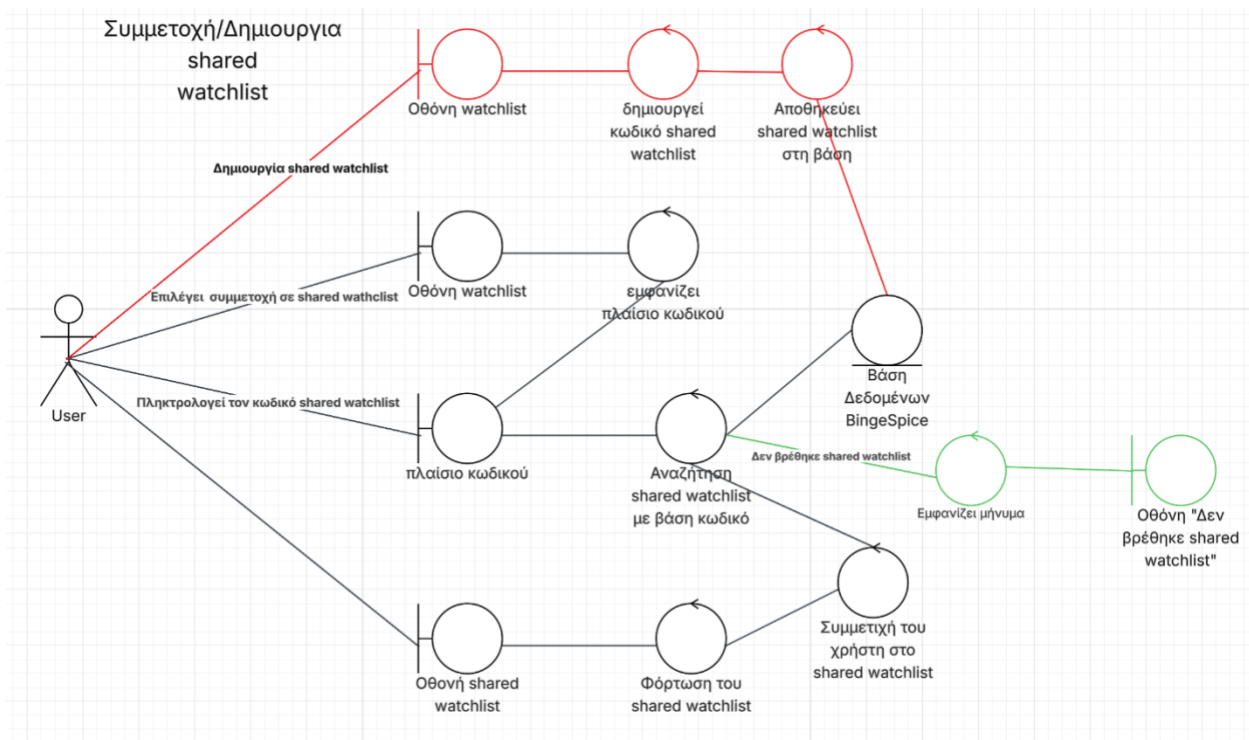 Συμμετοχή/Δημιουργια
shared
watchlist
Οθόνη watchlist
δημιουργεί
κωδικό shared
watchlist
Αποθηκεύει
shared watchlist
στη βάση
Δημιουργία shared watchlist
Οθόνη watchlist
εμφανίζει
πλαίσιο κωδικού
Επιλέγει συμμετοχή σε shared wathclist
User
Βάση
Δεδομένων
BingeSpice
Πληκτρολογεί τον κωδικό shared watchlist
πλαίσιο κωδικού
Αναζήτηση
shared watchlist
με βάση κωδικό
Δεν βρέθηκε shared watchlist
Εμφανίζει μήνυμα
Οθόνη "Δεν
βρέθηκε shared
watchlist"
Συμμετιχή του
χρήστη στο
shared watchlist
Οθονή shared
watchlist
Φόρτωση του
shared watchlist